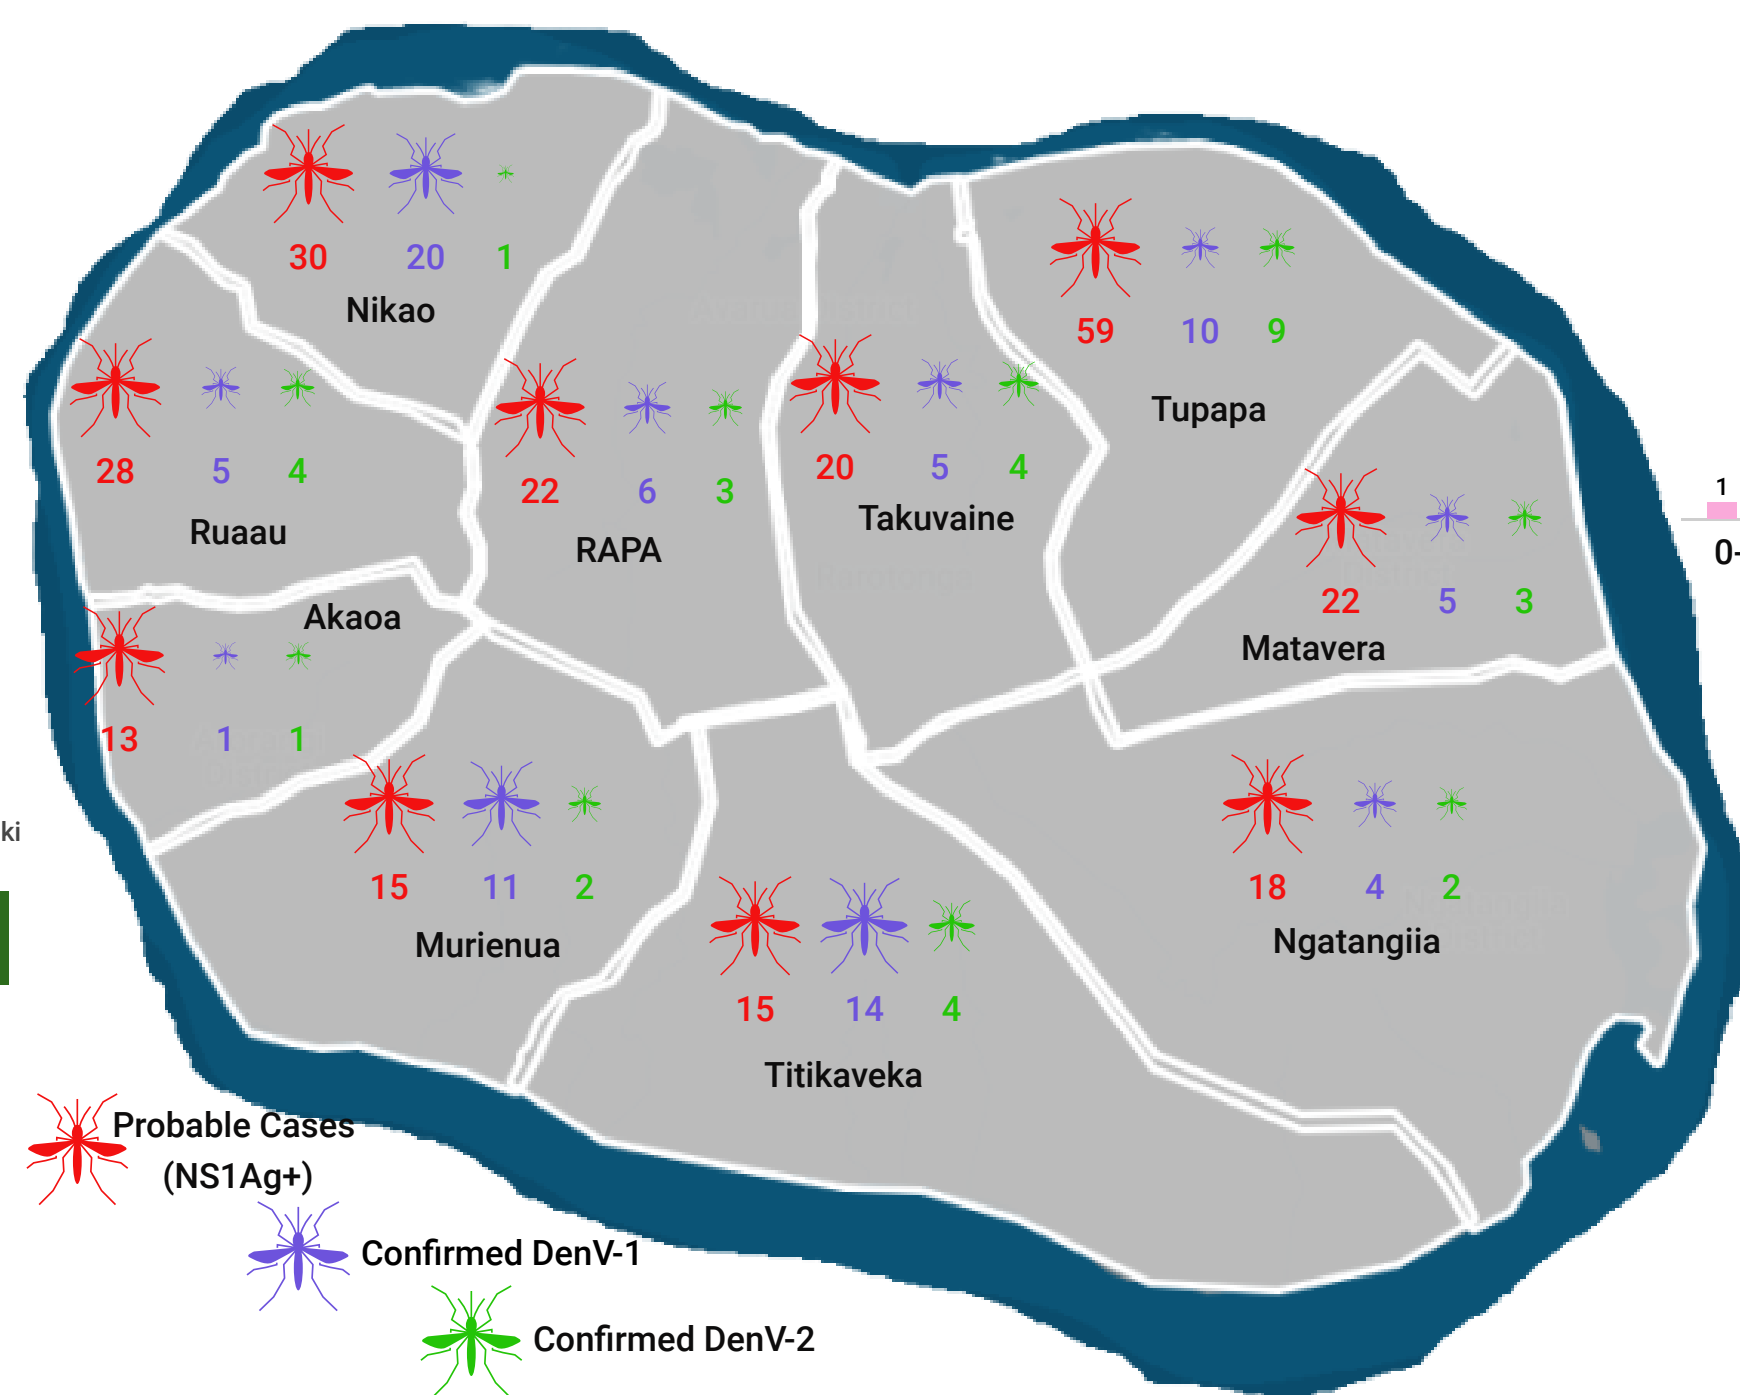 30 20 1
Nikao
59 10 9
Tupapa
28 5 4
Ruaau
22 6 3
RAPA
20 5 4
Takuvaine
22 5 3
Matavera
Akaoa
13 1 1
15 11 2
Murienua
15 14 4
Titikaveka
18 4 2
Ngatangiia
1
0-
ki
Probable Cases
(NS1Ag+)
Confirmed DenV-1
Confirmed DenV-2